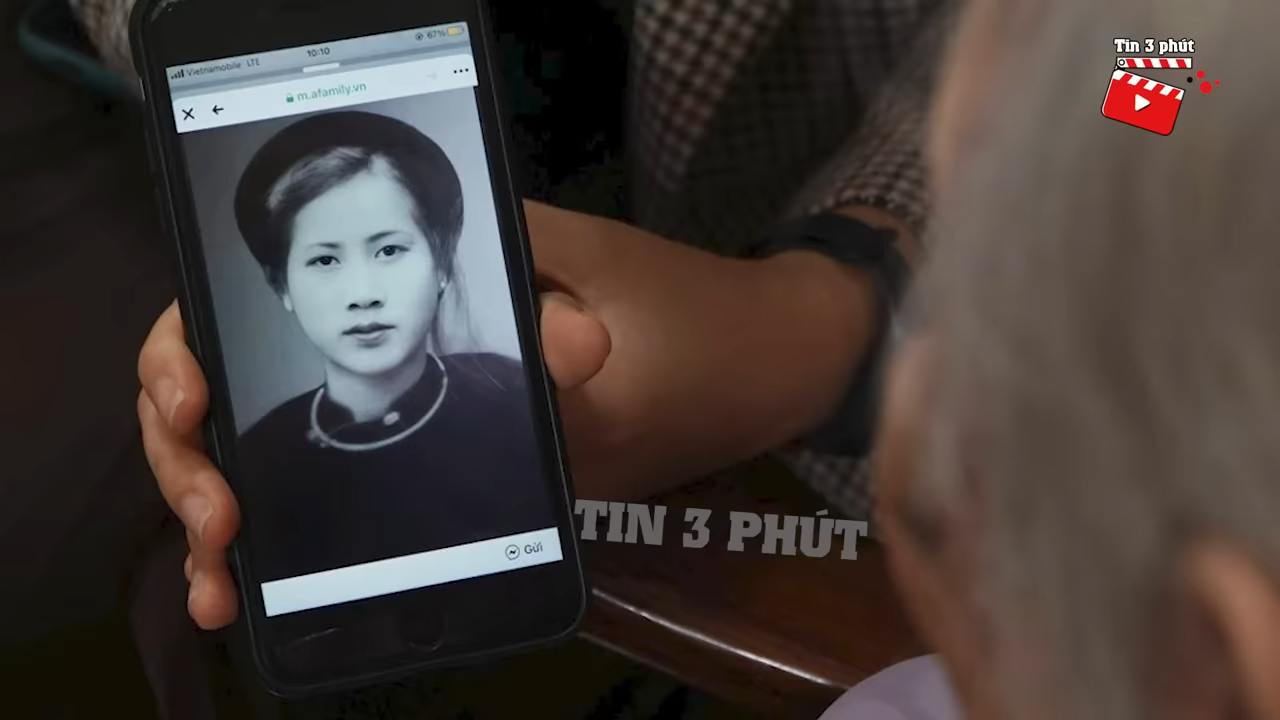 Tin 3 phút
Vietnamobile LTE
10:10
67%
m.afamily.vn
TIN 3 PHÚT
Gửi